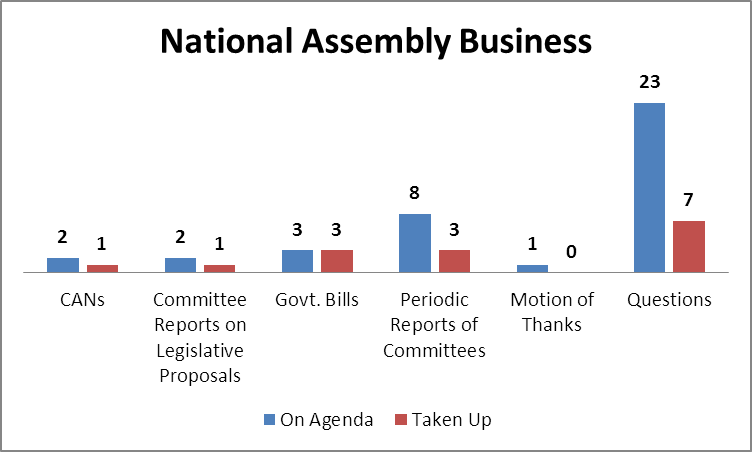 National Assembly Business
23
8
7
3 3
3
2
1
2
1
1
0
CANs
Committee
Reports on
Legislative
Proposals
Govt. Bills
Periodic
Reports of
Committees
Motion of
Thanks
Questions
On Agenda
Taken Up